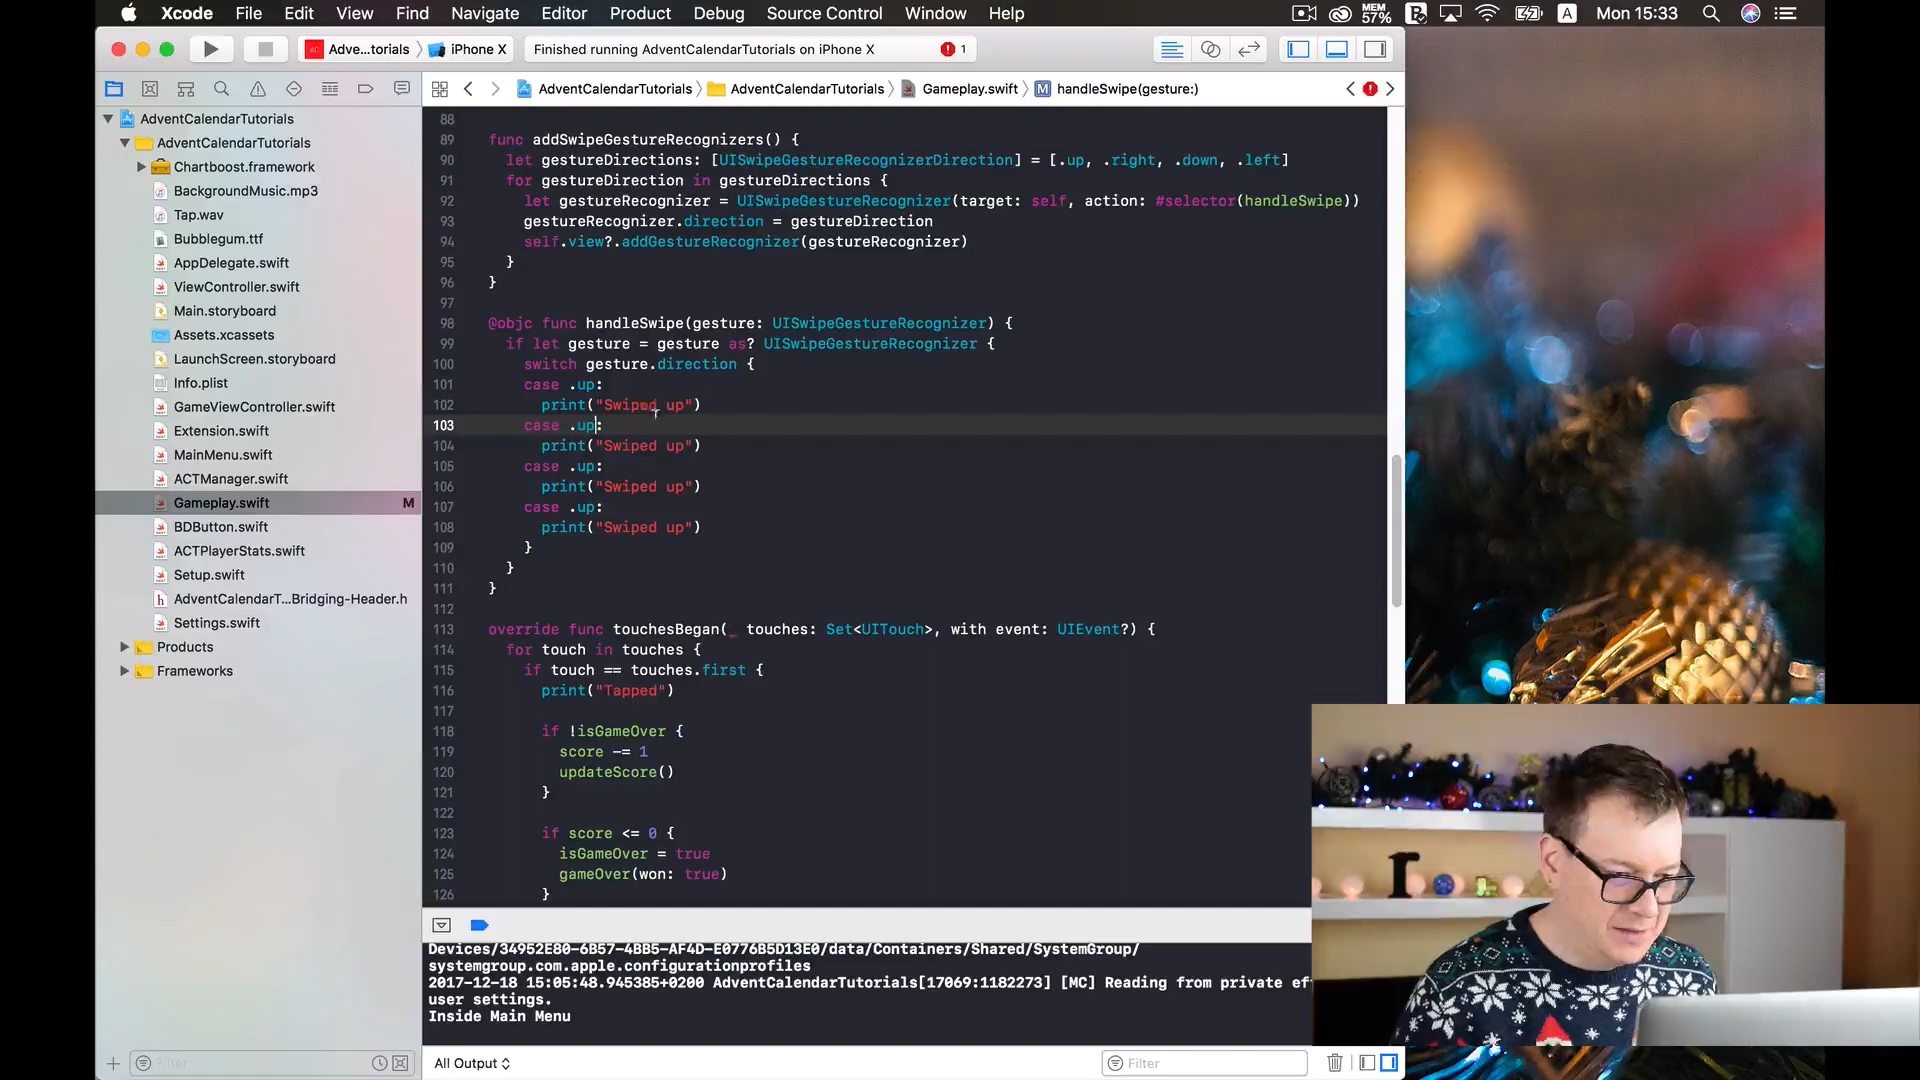 Xcode File Edit View Find Navigate Editor Product Debug Source Control Window Help MEM 57% A Mon 15:33
Adve...torials iPhone X Finished running AdventCalendarTutorials on iPhone X 1
AdventCalendarTutorials AdventCalendarTutorials Gameplay.swift M handleSwipe(gesture:)
AdventCalendarTutorials
AdventCalendarTutorials
Chartboost.framework
BackgroundMusic.mp3
Tap.wav
Bubblegum.ttf
AppDelegate.swift
ViewController.swift
Main.storyboard
Assets.xcassets
LaunchScreen.storyboard
Info.plist
GameViewController.swift
Extension.swift
MainMenu.swift
ACTManager.swift
Gameplay.swift M
BDButton.swift
ACTPlayerStats.swift
Setup.swift
h AdventCalendarT...Bridging-Header.h
Settings.swift
Products
Frameworks
Filter
88
89 func addSwipeGestureRecognizers() {
90 let gestureDirections: [UISwipeGestureRecognizerDirection] = [.up, .right, .down, .left]
91 for gestureDirection in gestureDirections {
92 let gestureRecognizer = UISwipeGestureRecognizer(target: self, action: #selector(handleSwipe))
93 gestureRecognizer.direction = gestureDirection
94 self.view?.addGestureRecognizer(gestureRecognizer)
95 }
96 }
97
98 @objc func handleSwipe(gesture: UISwipeGestureRecognizer) {
99 if let gesture = gesture as? UISwipeGestureRecognizer {
100 switch gesture.direction {
101 case .up:
102 print("Swiped up")
103 case .up:
104 print("Swiped up")
105 case .up:
106 print("Swiped up")
107 case .up:
108 print("Swiped up")
109 }
110 }
111 }
112
113 override func touchesBegan(_ touches: Set<UITouch>, with event: UIEvent?) {
114 for touch in touches {
115 if touch == touches.first {
116 print("Tapped")
117
118 if !isGameOver {
119 score -= 1
120 updateScore()
121 }
122
123 if score <= 0 {
124 isGameOver = true
125 gameOver(won: true)
126 }
Devices/34952E80-6B57-4BB5-AF4D-E0776B5D13E0/data/Containers/Shared/SystemGroup/
systemgroup.com.apple.configurationprofiles
2017-12-18 15:05:48.945385+0200 AdventCalendarTutorials[17069:1182273] [MC] Reading from private ef
user settings.
Inside Main Menu
All Output Filter